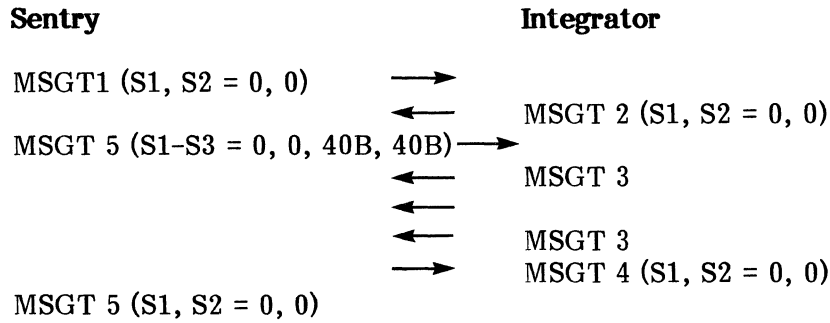 Sentry Integrator
MSGT1 (S1, S2 = 0, 0)
MSGT 2 (S1, S2 = 0, 0)
MSGT 5 (S1-S3 = 0, 0, 40B, 40B)
MSGT 3
MSGT 3
MSGT 4 (S1, S2 = 0, 0)
MSGT 5 (S1, S2 = 0, 0)